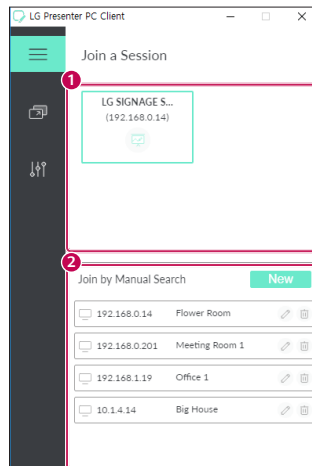 LG Presenter PC Client
Join a Session
1
LG SIGNAGE S...
(192.168.0.14)
2
Join by Manual Search New
192.168.0.14 Flower Room
192.168.0.201 Meeting Room 1
192.168.1.19 Office 1
10.1.4.14 Big House